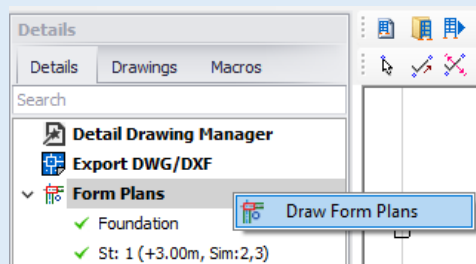 Details
Details Drawings Macros
Search
Detail Drawing Manager
Export DWG/DXF
Form Plans
Draw Form Plans
Foundation
St: 1 (+3.00m, Sim:2,3)